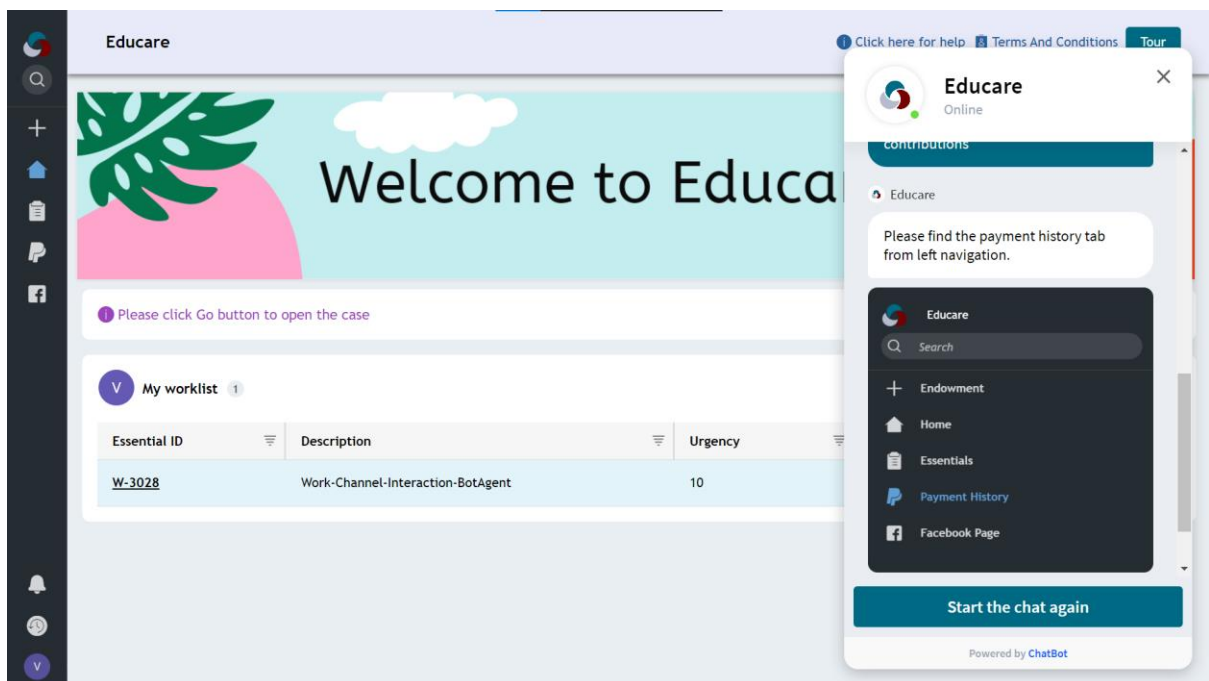 Educare
Click here for help
Terms And Conditions
Tour
Welcome to Educa
Please click Go button to open the case
V
My worklist 1
Essential ID
Description
Urgency
W-3028
Work-Channel-Interaction-BotAgent
10
V
Educare
Online
contributions
Educare
Please find the payment history tab
from left navigation.
Educare
Search
Endowment
Home
Essentials
Payment History
Facebook Page
Start the chat again
Powered by ChatBot